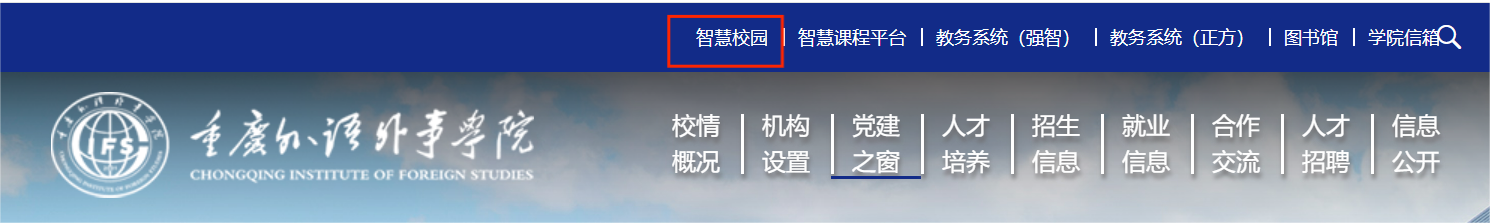 智慧校园 智慧课程平台 教务系统（强智） 教务系统（正方） 图书馆 学院信箱
重庆外语外事学院
CHONGQING INSTITUTE OF FOREIGN STUDIES
IFS
校情概况
机构设置
党建之窗
人才培养
招生信息
就业信息
合作交流
人才招聘
信息公开